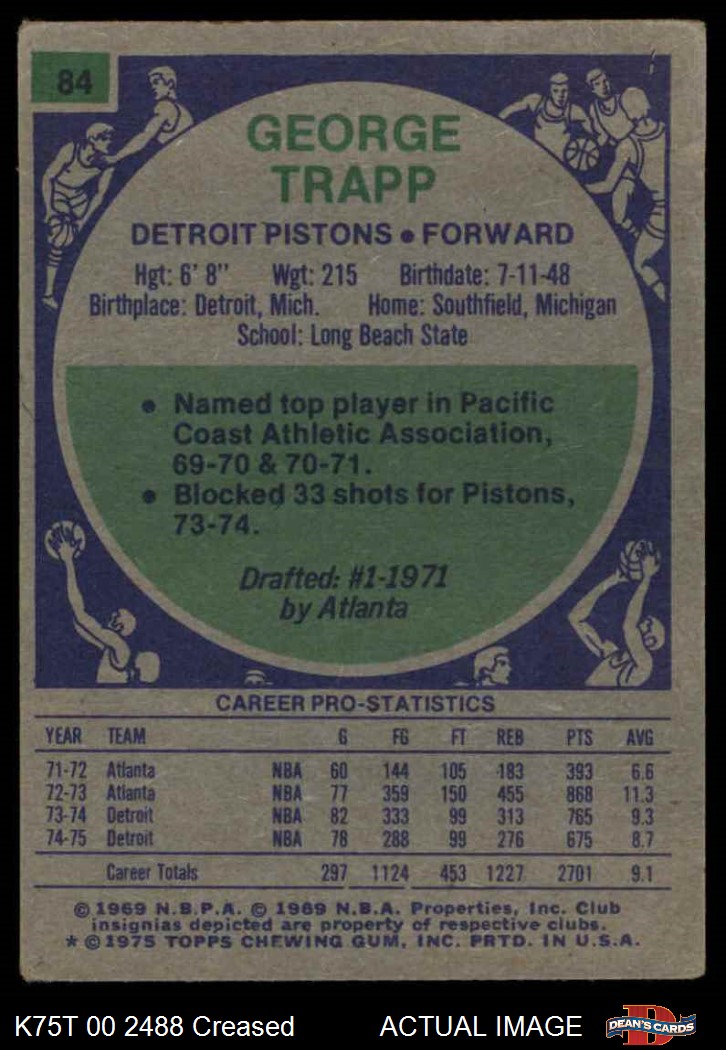 84
GEORGE
TRAPP
DETROIT PISTONS • FORWARD
Hgt: 6' 8" Wgt: 215 Birthdate: 7-11-48
Birthplace: Detroit, Mich. Home: Southfield, Michigan
School: Long Beach State
• Named top player in Pacific
Coast Athletic Association,
69-70 & 70-71.
• Blocked 33 shots for Pistons,
73-74.
Drafted: #1-1971
by Atlanta
CAREER PRO-STATISTICS
YEAR TEAM G FG FT REB PTS AVG
71-72 Atlanta NBA 60 144 105 183 393 6.6
72-73 Atlanta NBA 77 359 150 455 868 11.3
73-74 Detroit NBA 82 333 99 313 765 9.3
74-75 Detroit NBA 78 288 99 276 675 8.7
Career Totals 297 1124 453 1227 2701 9.1
© 1969 N.B.P.A. © 1969 N.B.A. Properties, Inc. Club
insignias depicted are property of respective clubs.
* © 1975 TOPPS CHEWING GUM, INC. PRTD. IN U.S.A.
K75T 00 2488 Creased ACTUAL IMAGE DEAN'S CARDS